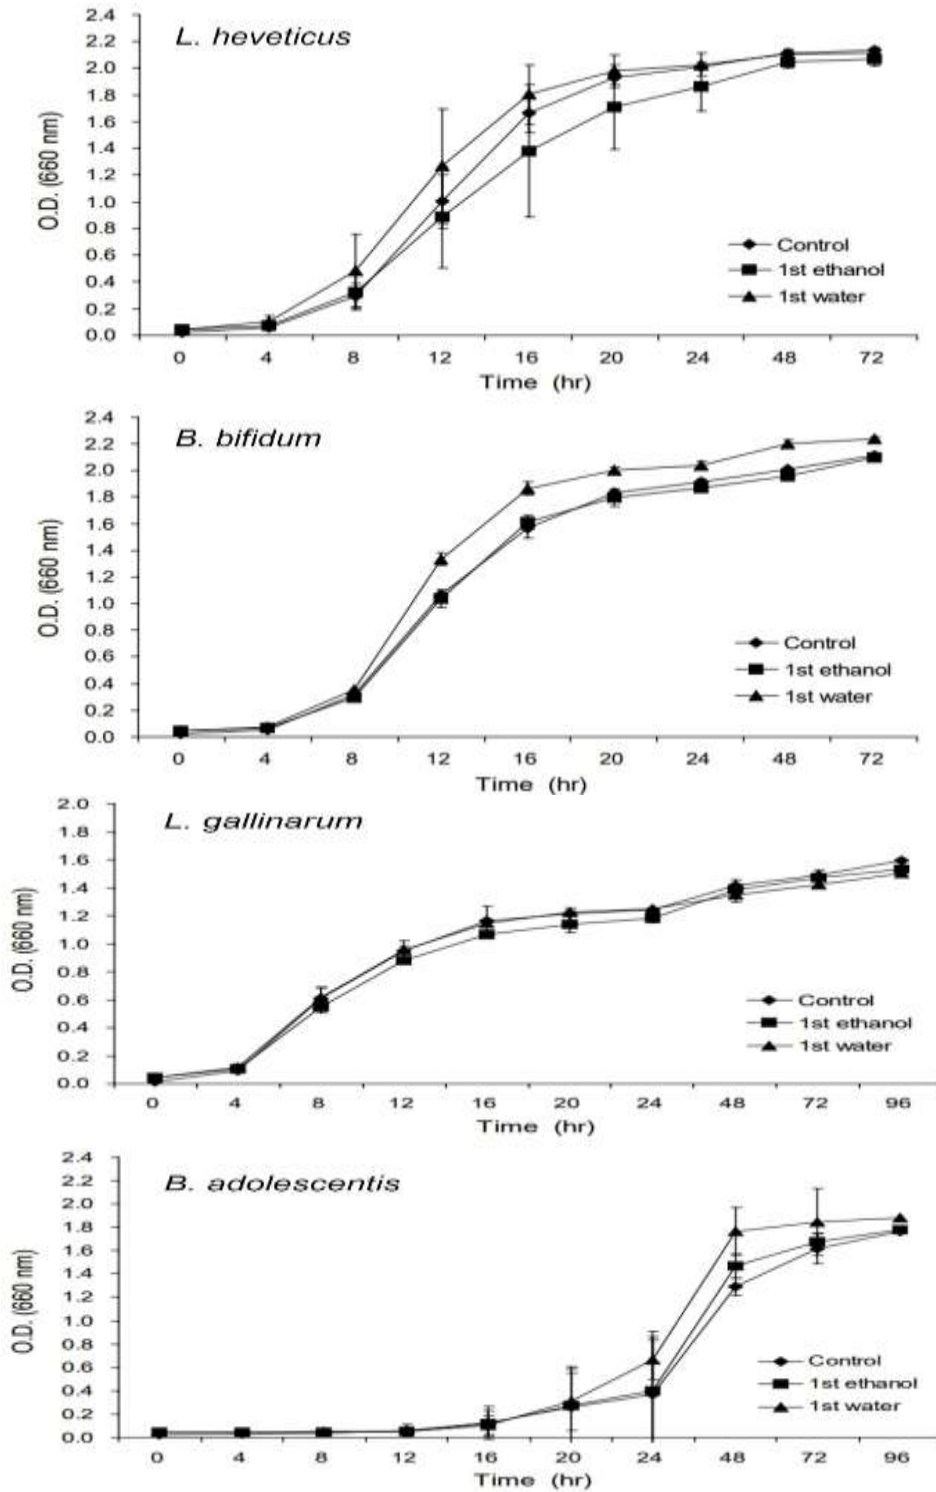 L. heveticus
2.4
2.2
2.0
1.8
1.6
1.4
1.2
1.0
0.8
0.6
0.4
0.2
0.0
O.D. (660 nm)
Control
1st ethanol
1st water
0 4 8 12 16 20 24 48 72
Time (hr)
B. bifidum
2.4
2.2
2.0
1.8
1.6
1.4
1.2
1.0
0.8
0.6
0.4
0.2
0.0
O.D. (660 nm)
Control
1st ethanol
1st water
0 4 8 12 16 20 24 48 72
Time (hr)
L. gallinarum
2.0
1.8
1.6
1.4
1.2
1.0
0.8
0.6
0.4
0.2
0.0
O.D. (660 nm)
Control
1st ethanol
1st water
0 4 8 12 16 20 24 48 72 96
Time (hr)
B. adolescentis
2.4
2.2
2.0
1.8
1.6
1.4
1.2
1.0
0.8
0.6
0.4
0.2
0.0
O.D. (660 nm)
Control
1st ethanol
1st water
0 4 8 12 16 20 24 48 72 96
Time (hr)